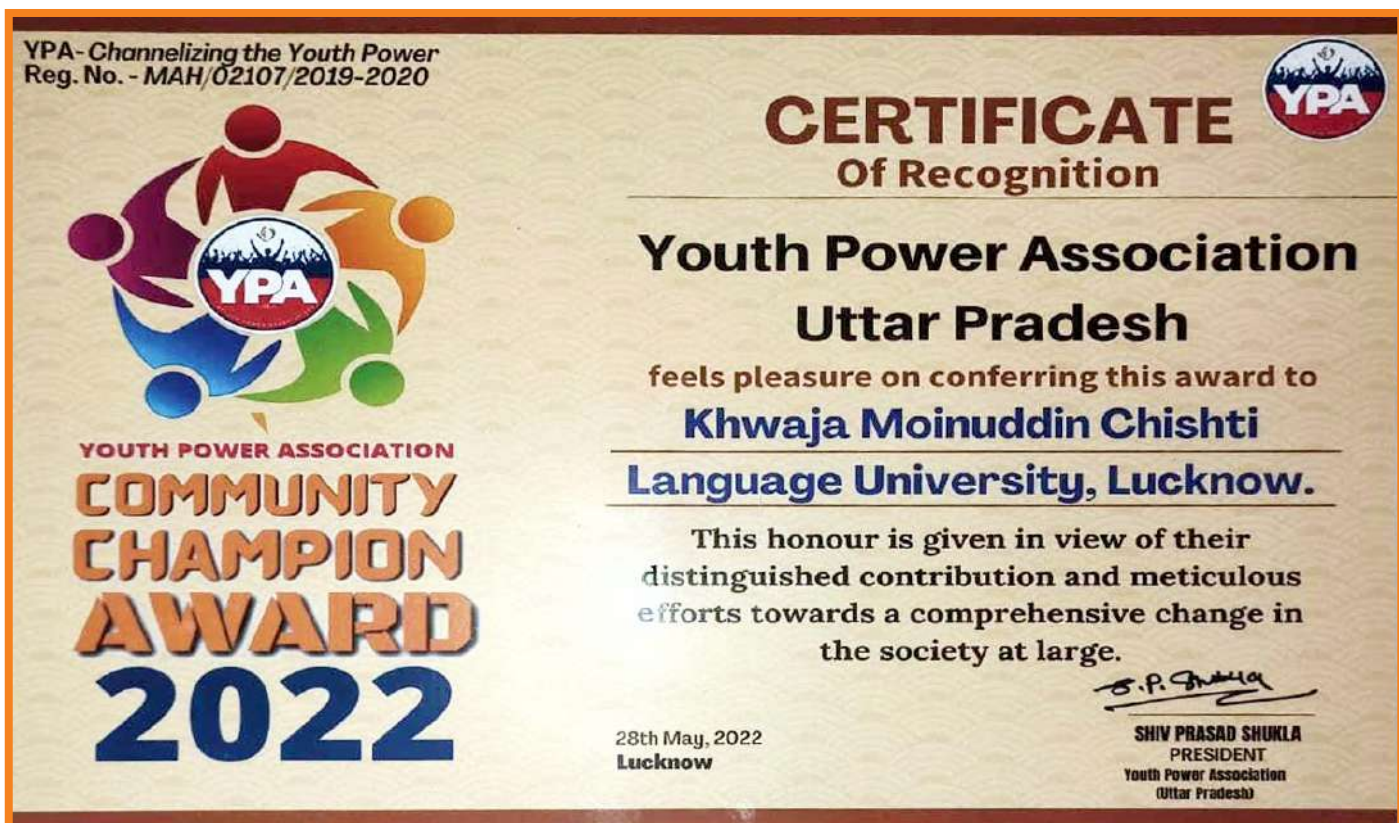 YPA- Channelizing the Youth Power
Reg. No. - MAH/02107/2019-2020
YPA
YOUTH POWER ASSOCIATION
COMMUNITY
CHAMPION
AWARD
2022
YPA
CERTIFICATE
Of Recognition
Youth Power Association
Uttar Pradesh
feels pleasure on conferring this award to
Khwaja Moinuddin Chishti
Language University, Lucknow.
This honour is given in view of their
distinguished contribution and meticulous
efforts towards a comprehensive change in
the society at large.
28th May, 2022
Lucknow
S.P. Shukla
SHIV PRASAD SHUKLA
PRESIDENT
Youth Power Association
(Uttar Pradesh)